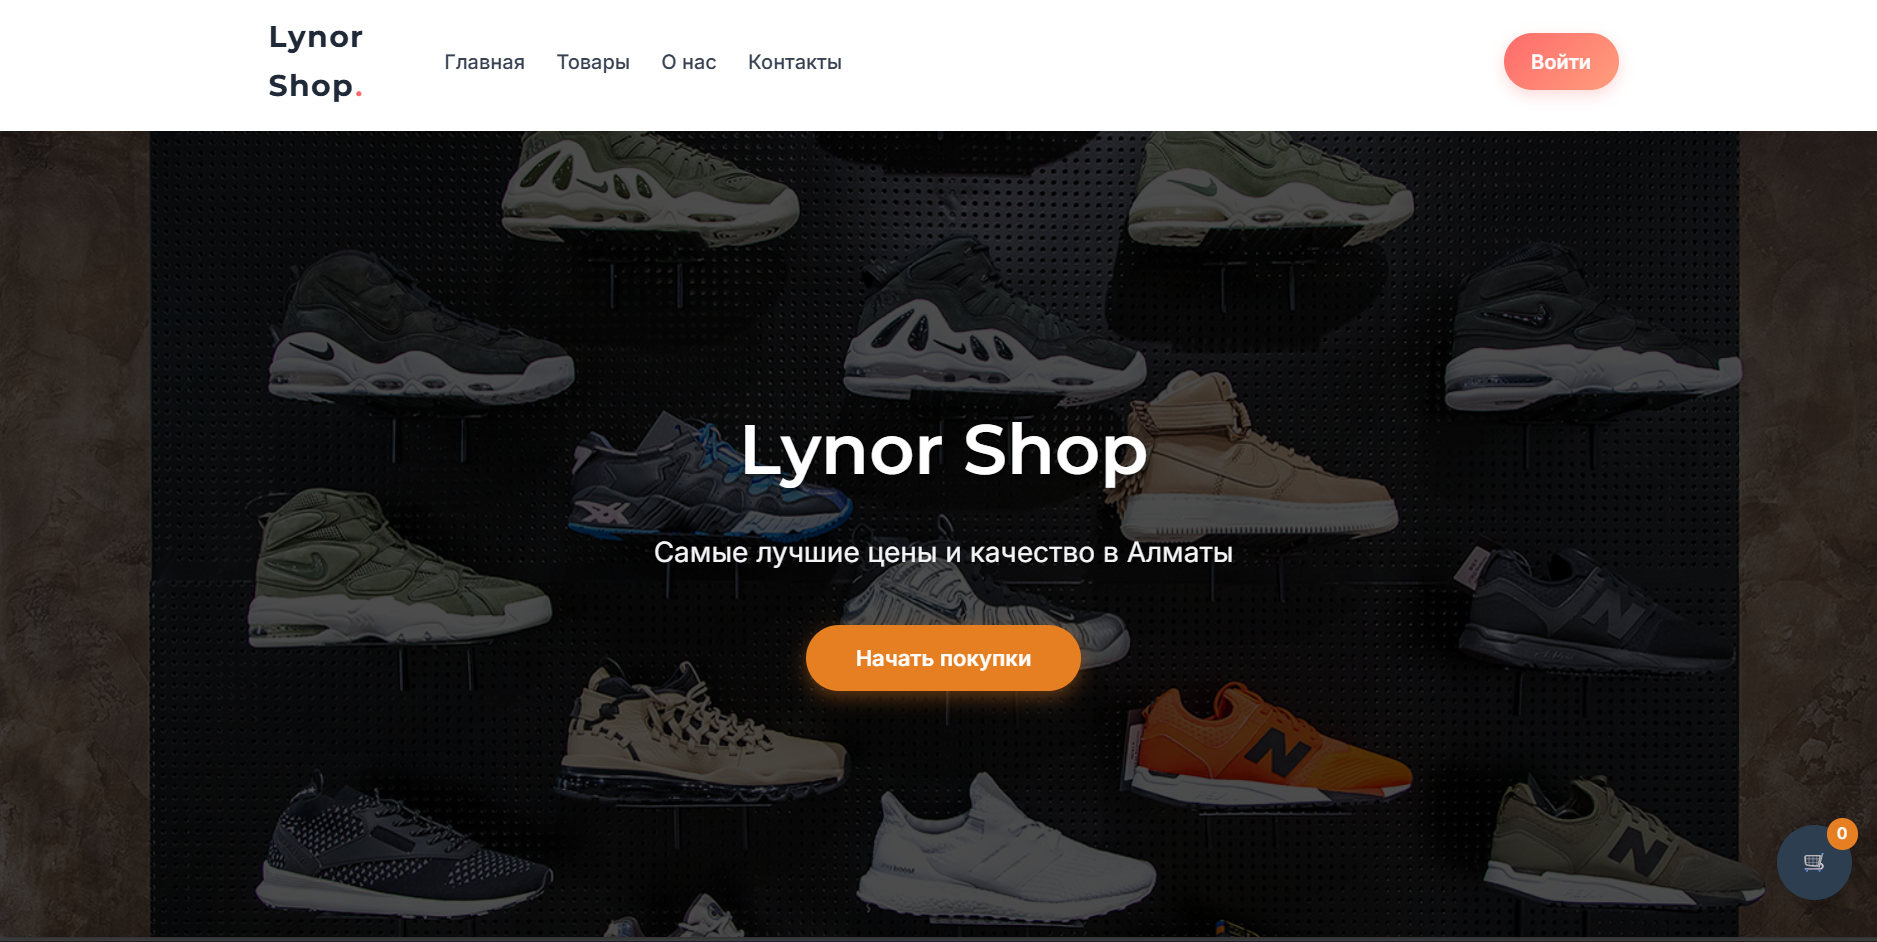 Lynor
Shop.
Главная Товары О нас Контакты
Войти
Lynor Shop
Самые лучшие цены и качество в Алматы
Начать покупки
0